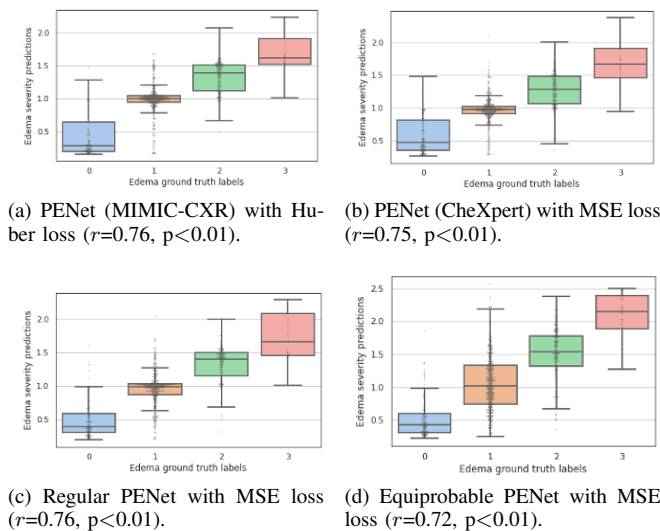 Edema severity predictions
2.0
1.5
1.0
0.5
0 1 2 3
Edema ground truth labels
Edema severity predictions
2.0
1.5
1.0
0.5
0 1 2 3
Edema ground truth labels
(a) PENet (MIMIC-CXR) with Hu-
ber loss (r=0.76, p<0.01).
(b) PENet (CheXpert) with MSE loss
(r=0.75, p<0.01).
Edema severity predictions
2.0
1.5
1.0
0.5
0 1 2 3
Edema ground truth labels
Edema severity predictions
2.5
2.0
1.5
1.0
0.5
0 1 2 3
Edema ground truth labels
(c) Regular PENet with MSE loss
(r=0.76, p<0.01).
(d) Equiprobable PENet with MSE
loss (r=0.72, p<0.01).